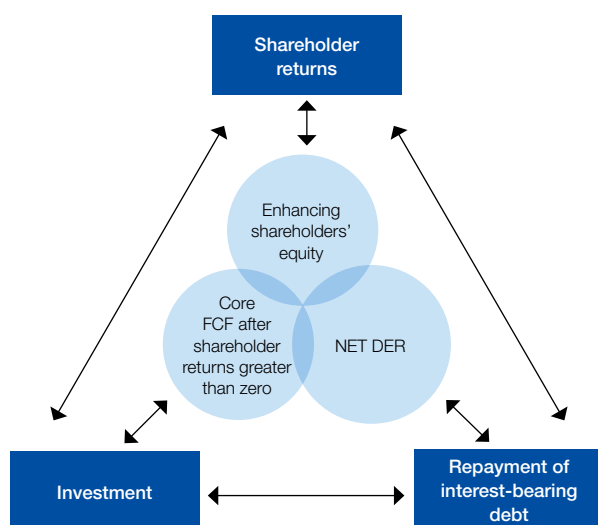 Shareholder
returns
Enhancing
shareholders'
equity
Core
FCF after
shareholder
returns greater
than zero
NET DER
Investment
Repayment of
interest-bearing
debt